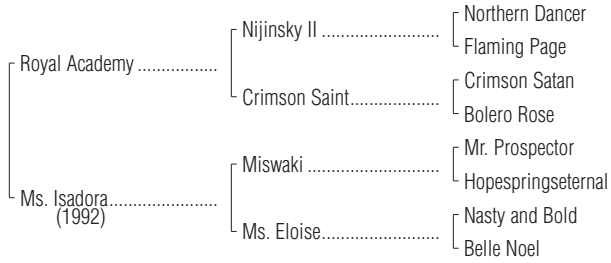 Northern Dancer
Nijinsky II ......................
Flaming Page
Royal Academy ...............
Crimson Satan
Crimson Saint.................
Bolero Rose
Mr. Prospector
Miswaki .........................
Hopespringseternal
Ms. Isadora....................
(1992)
Nasty and Bold
Ms. Eloise......................
Belle Noel